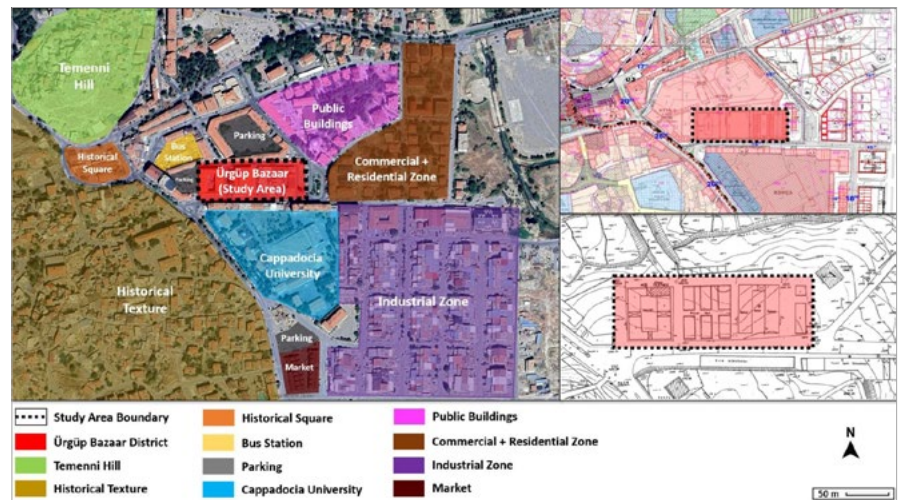 Temenni
Hill
Historical
Square
Bus
Station
Parking
Parking
Public
Buildings
Commercial +
Residential Zone
Ürgüp Bazaar
(Study Area)
Cappadocia
University
Historical
Texture
Industrial Zone
Parking
Market
Study Area Boundary
Ürgüp Bazaar District
Temenni Hill
Historical Texture
Historical Square
Bus Station
Parking
Cappadocia University
Public Buildings
Commercial + Residential Zone
Industrial Zone
Market
N
50 m